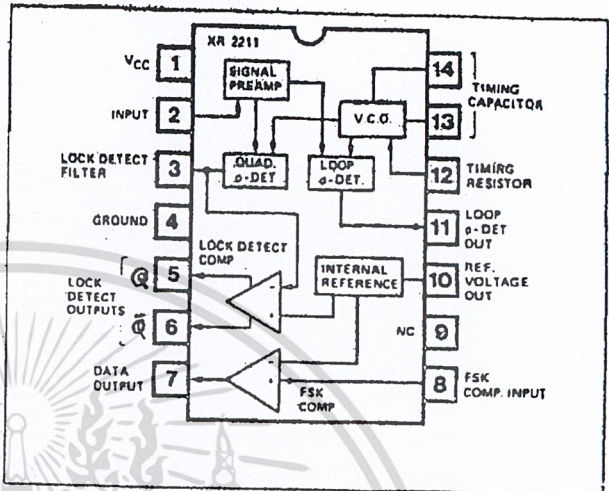 XR 2211
VCC 1
INPUT 2
LOCK DETECT
FILTER 3
GROUND 4
LOCK
DETECT
OUTPUTS
Q 5
Q̅ 6
DATA
OUTPUT 7
SIGNAL
PREAMP
V.C.O.
QUAD.
ø-DET
LOOP
ø-DET.
LOCK DETECT
COMP
INTERNAL
REFERENCE
FSK
COMP
- +
- +
14
13
TIMING
CAPACITOR
12 TIMING
RESISTOR
11 LOOP
ø-DET
OUT
10 REF.
VOLTAGE
OUT
NC 9
8 FSK
COMP. INPUT